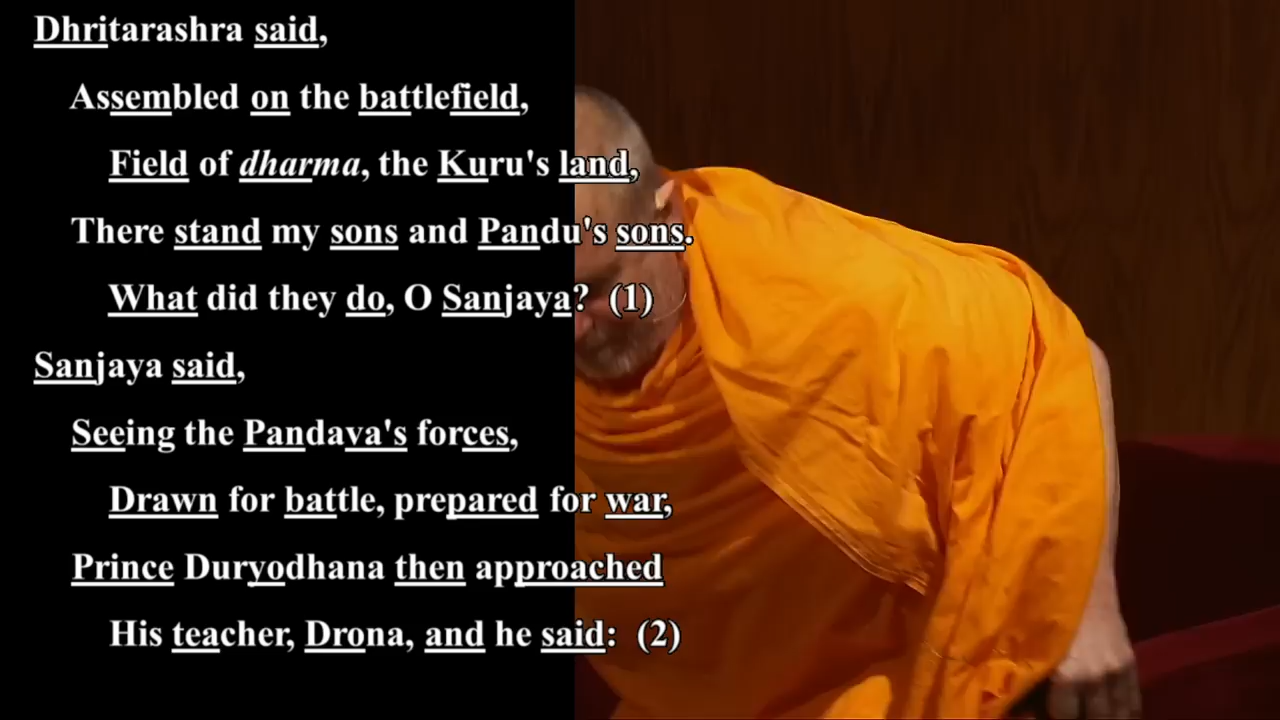 Dhritarashra said,
Assembled on the battlefield,
Field of dharma, the Kuru's land,
There stand my sons and Pandu's sons.
What did they do, O Sanjaya? (1)
Sanjaya said,
Seeing the Pandava's forces,
Drawn for battle, prepared for war,
Prince Duryodhana then approached
His teacher, Drona, and he said: (2)